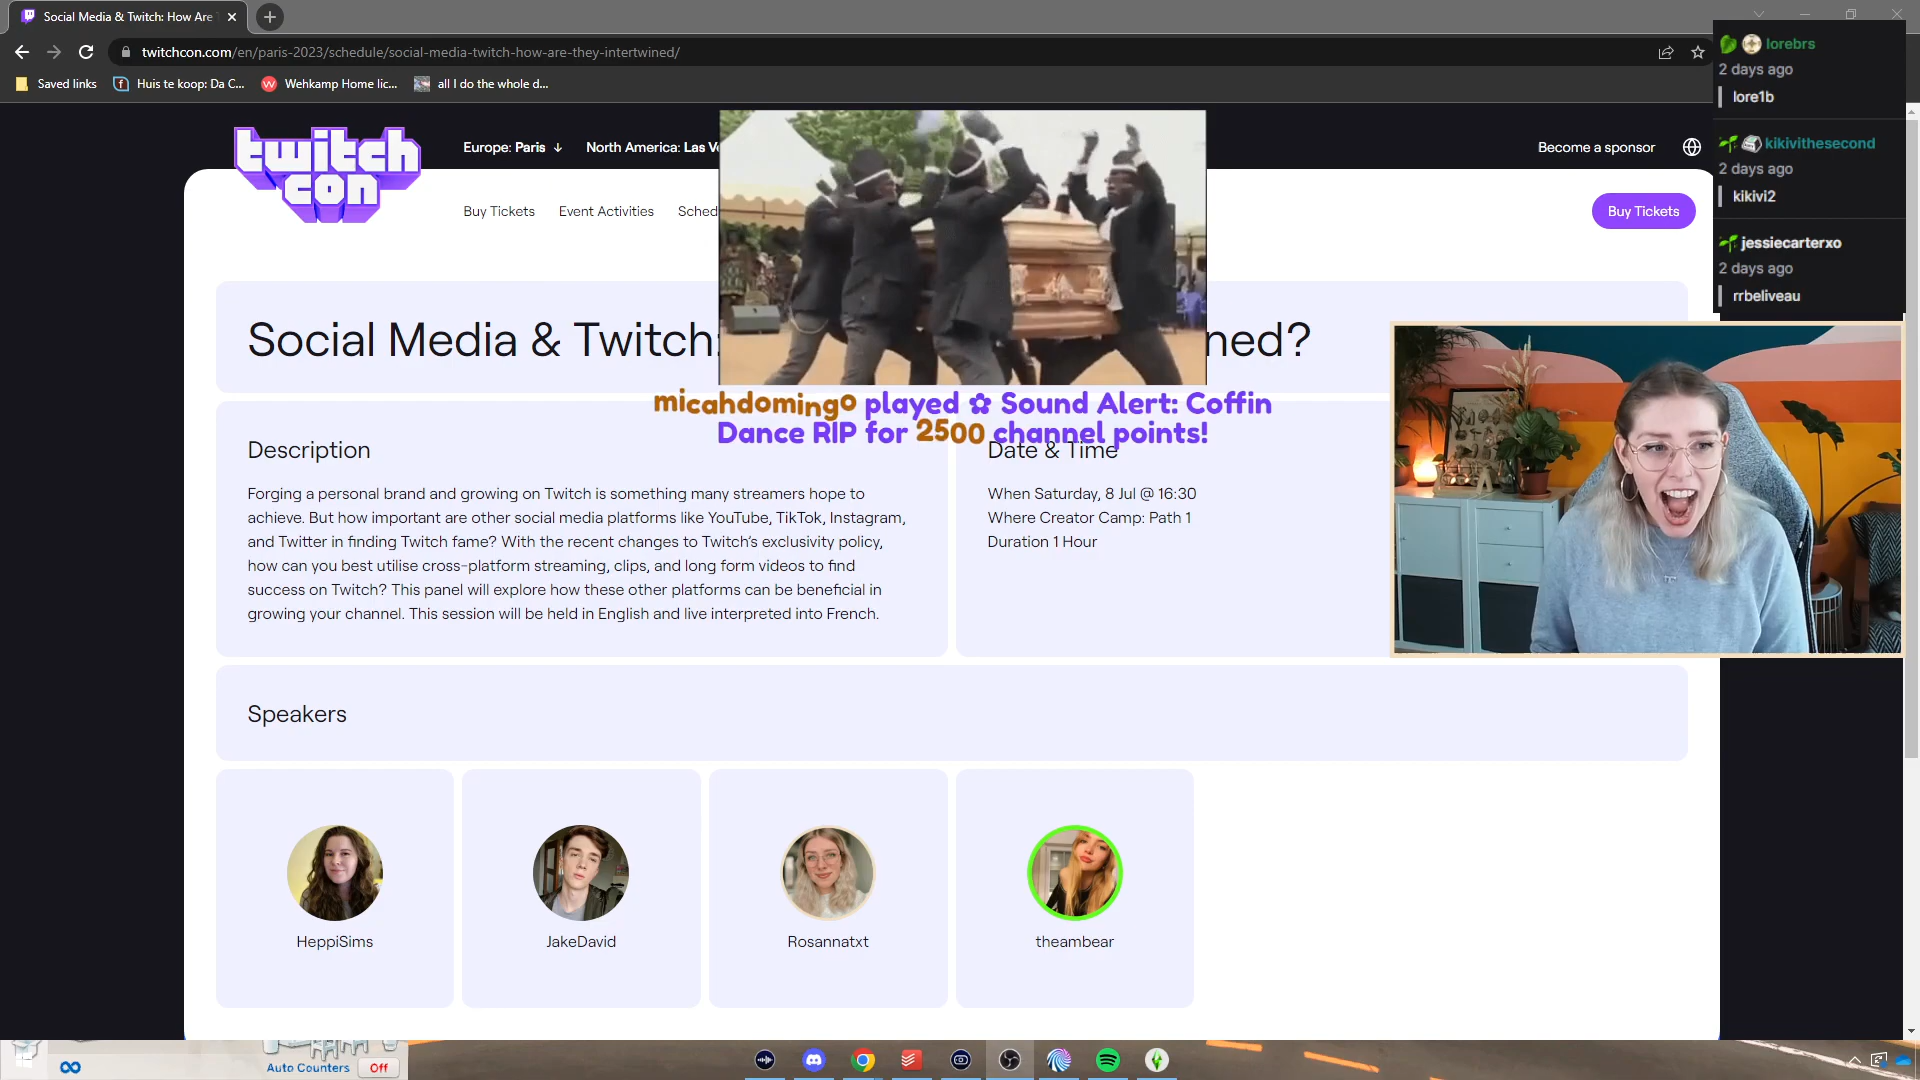 Social Media & Twitch: How Are
twitchcon.com/en/paris-2023/schedule/social-media-twitch-how-are-they-intertwined/
Saved links
Huis te koop: Da C...
Wehkamp Home lic...
all I do the whole d...
lorebrs
2 days ago
lore1b
kikivithesecond
2 days ago
kikivi2
jessiecarterxo
2 days ago
rrbeliveau
twitch
con
Europe: Paris
North America: Las Ve
Become a sponsor
Buy Tickets
Event Activities
Sched
Buy Tickets
Social Media & Twitch:
ned?
micahdomingo played ✿ Sound Alert: Coffin
Dance RIP for 2500 channel points!
Description
Forging a personal brand and growing on Twitch is something many streamers hope to
achieve. But how important are other social media platforms like YouTube, TikTok, Instagram,
and Twitter in finding Twitch fame? With the recent changes to Twitch's exclusivity policy,
how can you best utilise cross-platform streaming, clips, and long form videos to find
success on Twitch? This panel will explore how these other platforms can be beneficial in
growing your channel. This session will be held in English and live interpreted into French.
Date & Time
When Saturday, 8 Jul @ 16:30
Where Creator Camp: Path 1
Duration 1 Hour
Speakers
HeppiSims
JakeDavid
Rosannatxt
theambear
Auto Counters
Off